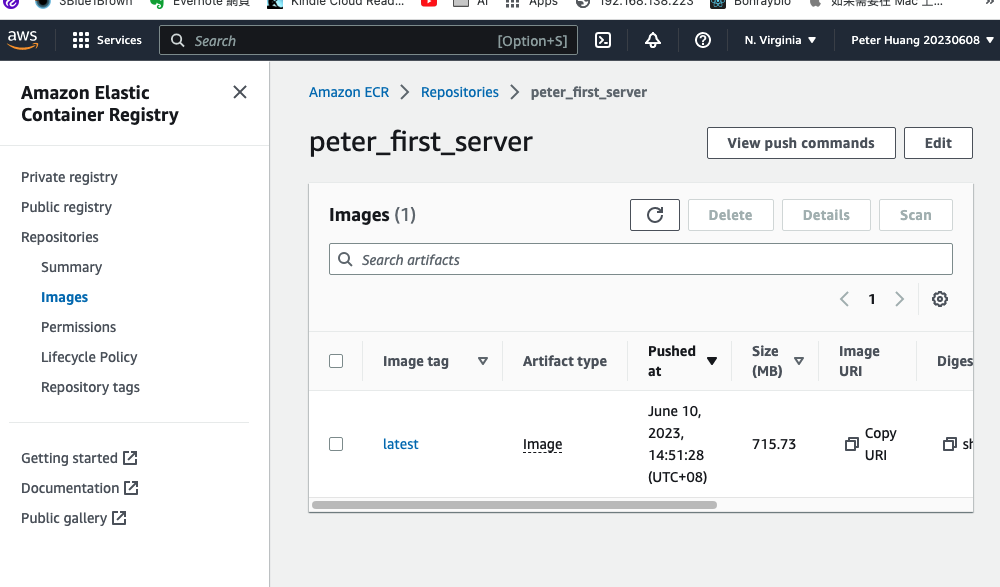 3Blue1Brown Evernote 網頁 Kindle Cloud Read... AI Apps 192.168.138.223 Bonraybio 如果需要在 Mac 上... »
aws Services Search [Option+S] N. Virginia Peter Huang 20230608
Amazon Elastic
Container Registry
Private registry
Public registry
Repositories
Summary
Images
Permissions
Lifecycle Policy
Repository tags
Getting started
Documentation
Public gallery
Amazon ECR Repositories peter_first_server
peter_first_server View push commands Edit
Images (1) Delete Details Scan
Search artifacts
1
Image tag Artifact type Pushed at Size (MB) Image URI Diges
latest Image June 10, 2023, 14:51:28 (UTC+08) 715.73 Copy URI sh